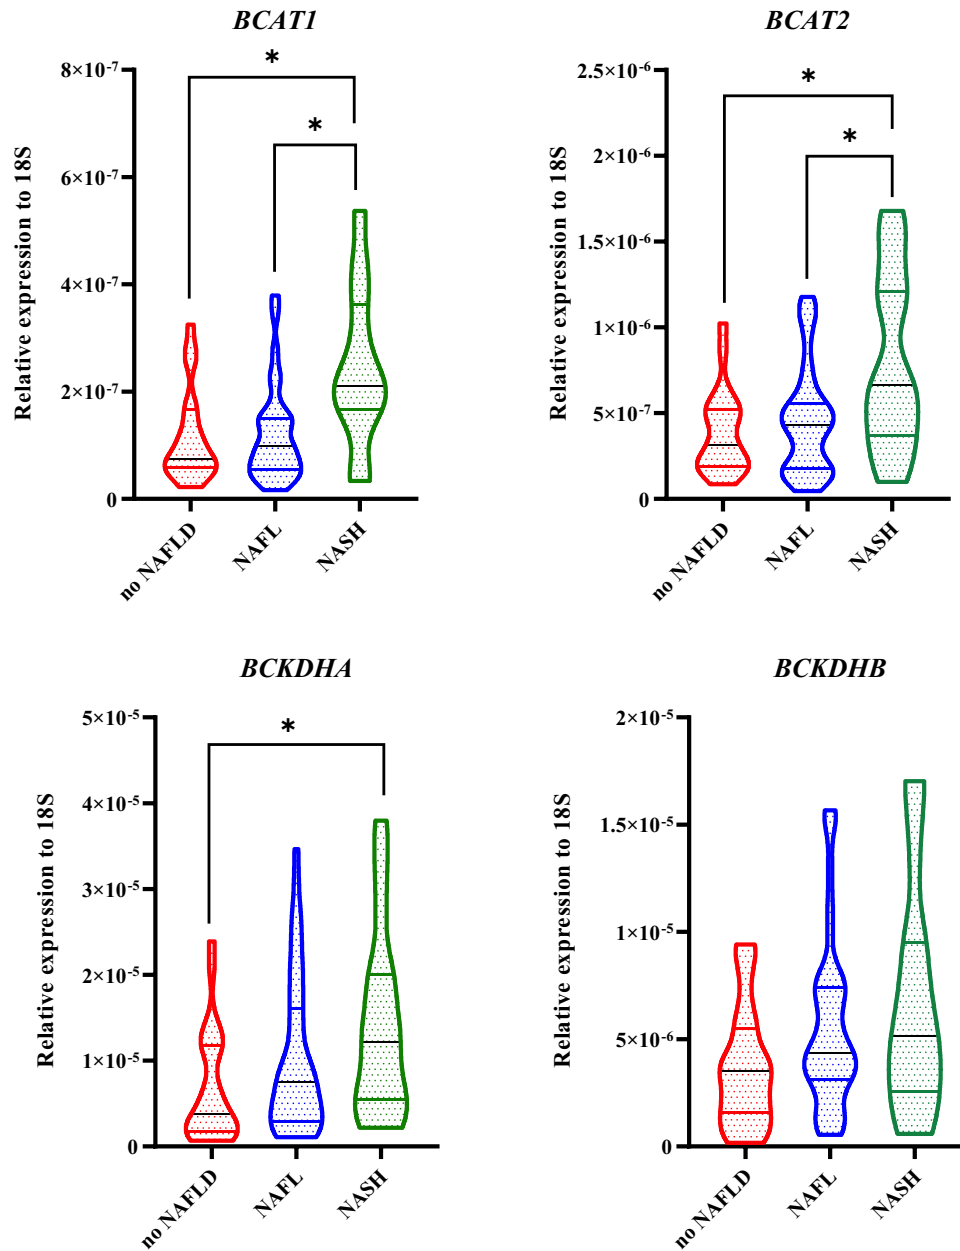 BCAT1
Relative expression to 18S
8×10⁻⁷
6×10⁻⁷
4×10⁻⁷
2×10⁻⁷
0
*
*
no NAFLD
NAFL
NASH
BCAT2
Relative expression to 18S
2.5×10⁻⁶
2×10⁻⁶
1.5×10⁻⁶
1×10⁻⁶
5×10⁻⁷
0
*
*
no NAFLD
NAFL
NASH
BCKDHA
Relative expression to 18S
5×10⁻⁵
4×10⁻⁵
3×10⁻⁵
2×10⁻⁵
1×10⁻⁵
0
*
no NAFLD
NAFL
NASH
BCKDHB
Relative expression to 18S
2×10⁻⁵
1.5×10⁻⁵
1×10⁻⁵
5×10⁻⁶
0
no NAFLD
NAFL
NASH